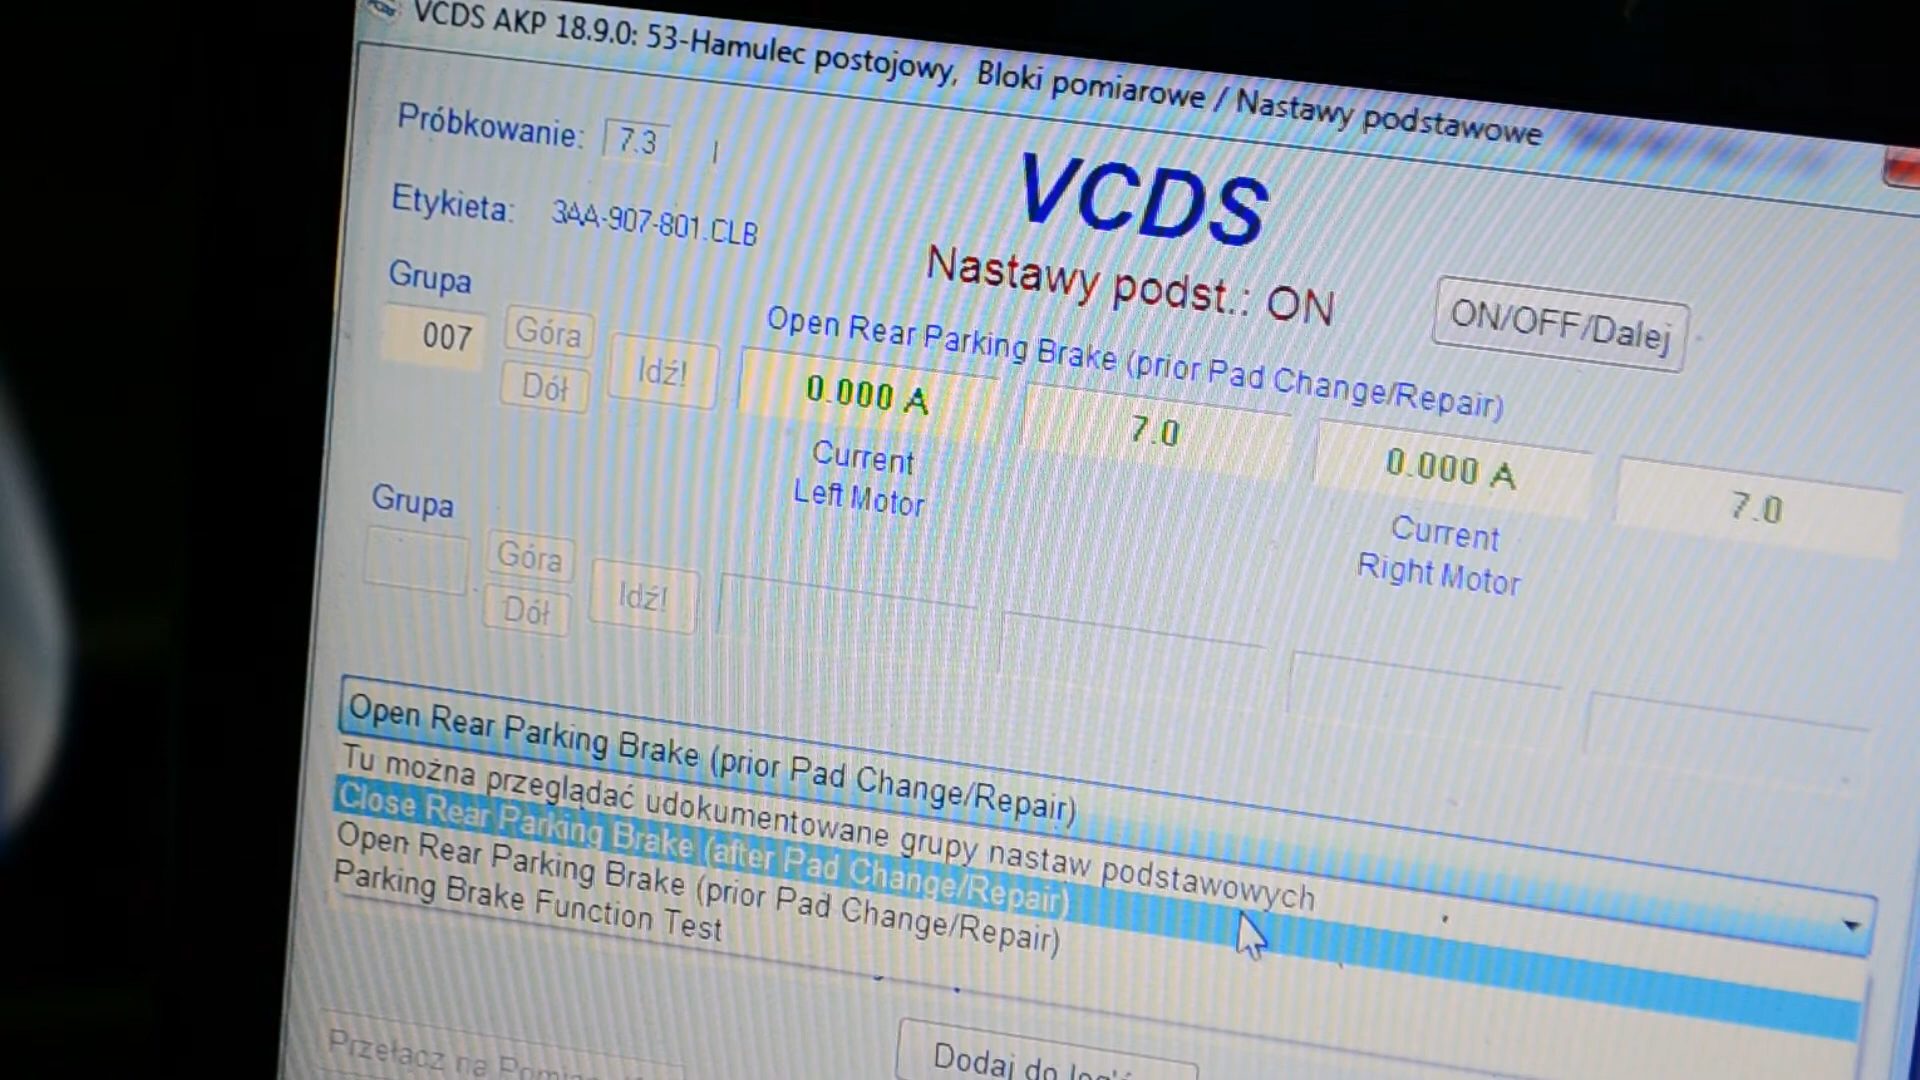 VCDS AKP 18.9.0: 53-Hamulec postojowy, Bloki pomiarowe / Nastawy podstawowe
Próbkowanie: 7.3
VCDS
Etykieta: 3AA-907-801.CLB
Nastawy podst.: ON
ON/OFF/Dalej
Grupa
Open Rear Parking Brake (prior Pad Change/Repair)
007 Góra Idź! 0.000 A 7.0 0.000 A 7.0
Dół
Current
Left Motor
Current
Right Motor
Grupa
Góra Idź!
Dół
Open Rear Parking Brake (prior Pad Change/Repair)
Tu można przeglądać udokumentowane grupy nastaw podstawowych
Close Rear Parking Brake (after Pad Change/Repair)
Open Rear Parking Brake (prior Pad Change/Repair)
Parking Brake Function Test
Przełącz na
Dodaj do